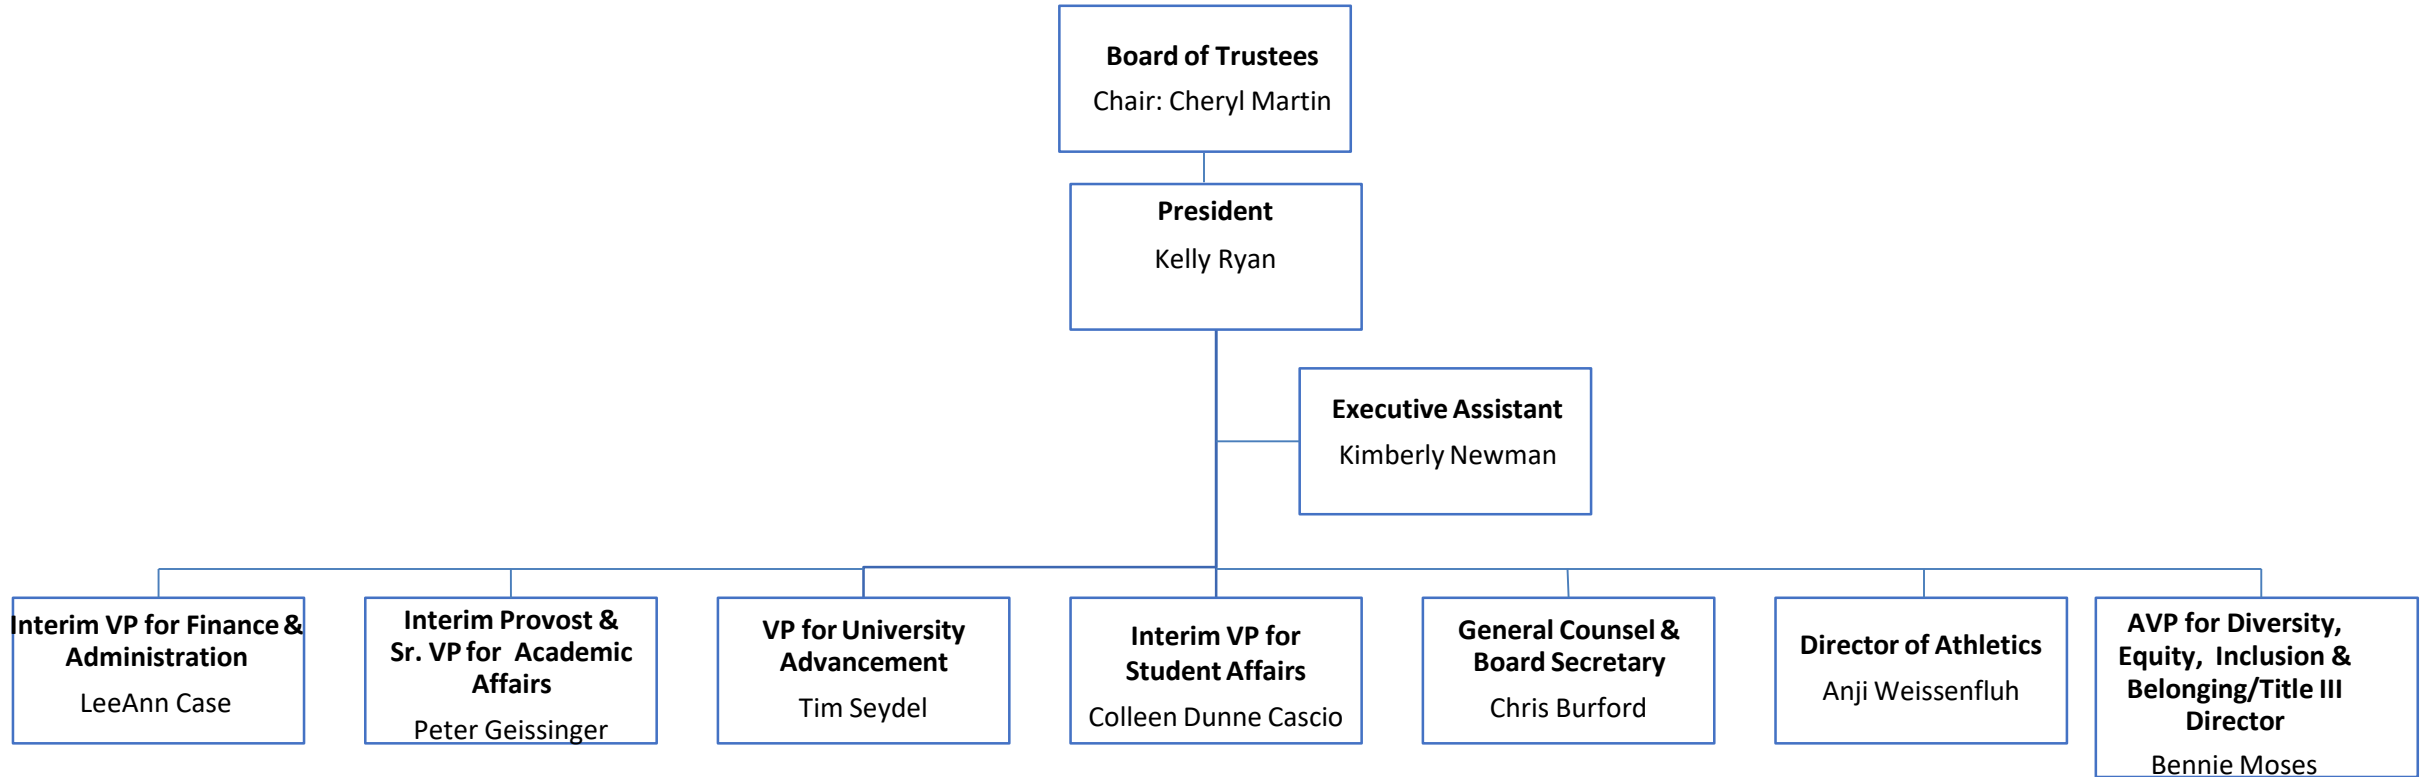 Board of Trustees
Chair: Cheryl Martin
President
Kelly Ryan
Executive Assistant
Kimberly Newman
Interim VP for Finance &
Administration
LeeAnn Case
Interim Provost &
Sr. VP for Academic
Affairs
Peter Geissinger
VP for University
Advancement
Tim Seydel
Interim VP for
Student Affairs
Colleen Dunne Cascio
General Counsel &
Board Secretary
Chris Burford
Director of Athletics
Anji Weissenfluh
AVP for Diversity,
Equity, Inclusion &
Belonging/Title III
Director
Bennie Moses